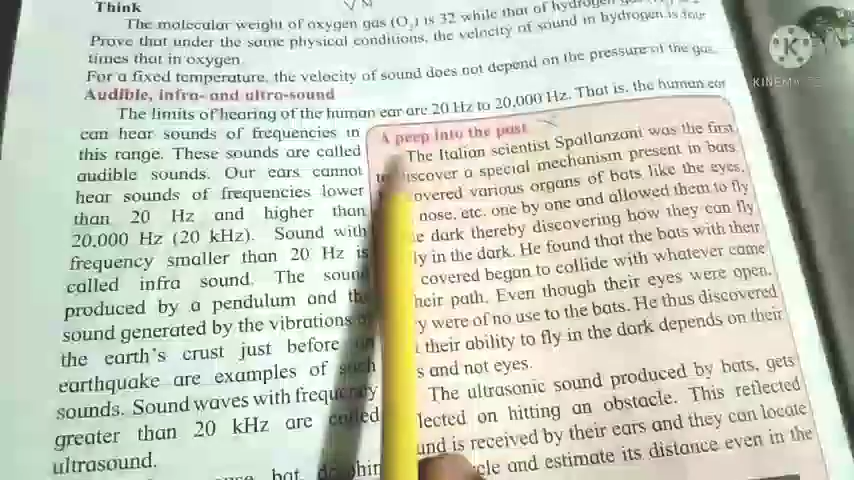 Think
The molecular weight of oxygen gas (O₂) is 32 while that of hydrogen
Prove that under the same physical conditions, the velocity of sound in hydrogen is four
times that in oxygen.
For a fixed temperature, the velocity of sound does not depend on the pressure of the gas.
Audible, infra- and ultra-sound
The limits of hearing of the human ear are 20 Hz to 20,000 Hz. That is, the human ear
can hear sounds of frequencies in
this range. These sounds are called
audible sounds. Our ears cannot
hear sounds of frequencies lower
than 20 Hz and higher than
20,000 Hz (20 kHz). Sound with
frequency smaller than 20 Hz is
called infra sound. The sound
produced by a pendulum and the
sound generated by the vibrations
the earth's crust just before
earthquake are examples of such
sounds. Sound waves with frequency
greater than 20 kHz are called
ultrasound.
bat, dolphin
A peep into the past
The Italian scientist Spallanzani was the first
discover a special mechanism present in bats.
overed various organs of bats like the eyes,
nose, etc. one by one and allowed them to fly
dark thereby discovering how they can fly
in the dark. He found that the bats with their
covered began to collide with whatever came
their path. Even though their eyes were open,
were of no use to the bats. He thus discovered
their ability to fly in the dark depends on their
and not eyes.
The ultrasonic sound produced by bats, gets
lected on hitting an obstacle. This reflected
und is received by their ears and they can locate
cle and estimate its distance even in the
K
KINEMA